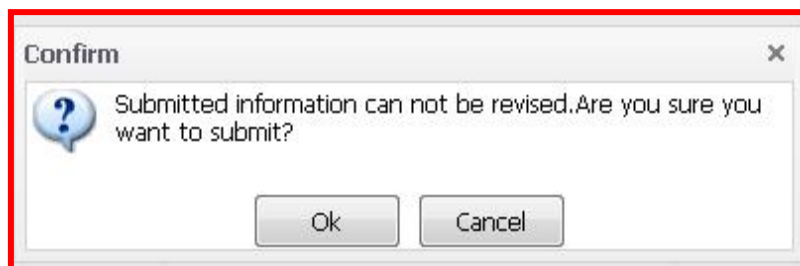 Confirm
Submitted information can not be revised.Are you sure you
want to submit?
Ok
Cancel